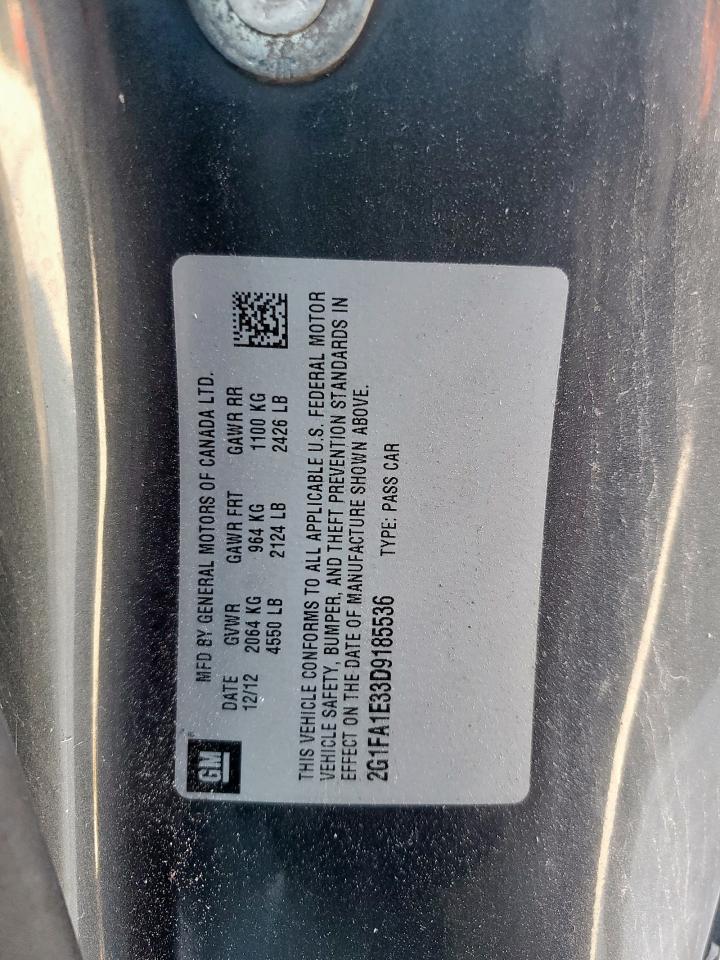 GM
MFD BY GENERAL MOTORS OF CANADA LTD.
DATE GVWR GAWR FRT GAWR RR
12/12 2064 KG 964 KG 1100 KG
4550 LB 2124 LB 2426 LB
THIS VEHICLE CONFORMS TO ALL APPLICABLE U.S. FEDERAL MOTOR
VEHICLE SAFETY, BUMPER, AND THEFT PREVENTION STANDARDS IN
EFFECT ON THE DATE OF MANUFACTURE SHOWN ABOVE.
2G1FA1E33D9185536 TYPE: PASS CAR